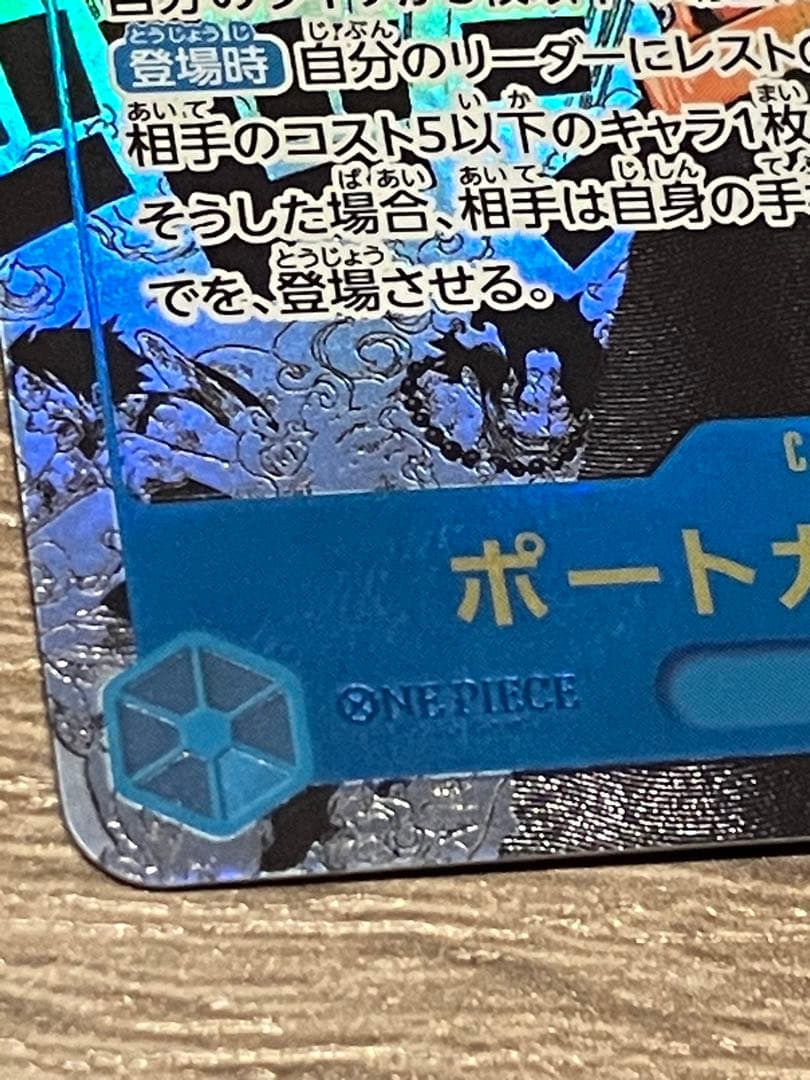 登場時 自分のリーダーにレスト
相手のコスト5以下のキャラ1枚
そうした場合、相手は自身の手
でを、登場させる。
C
ポート
ONE PIECE